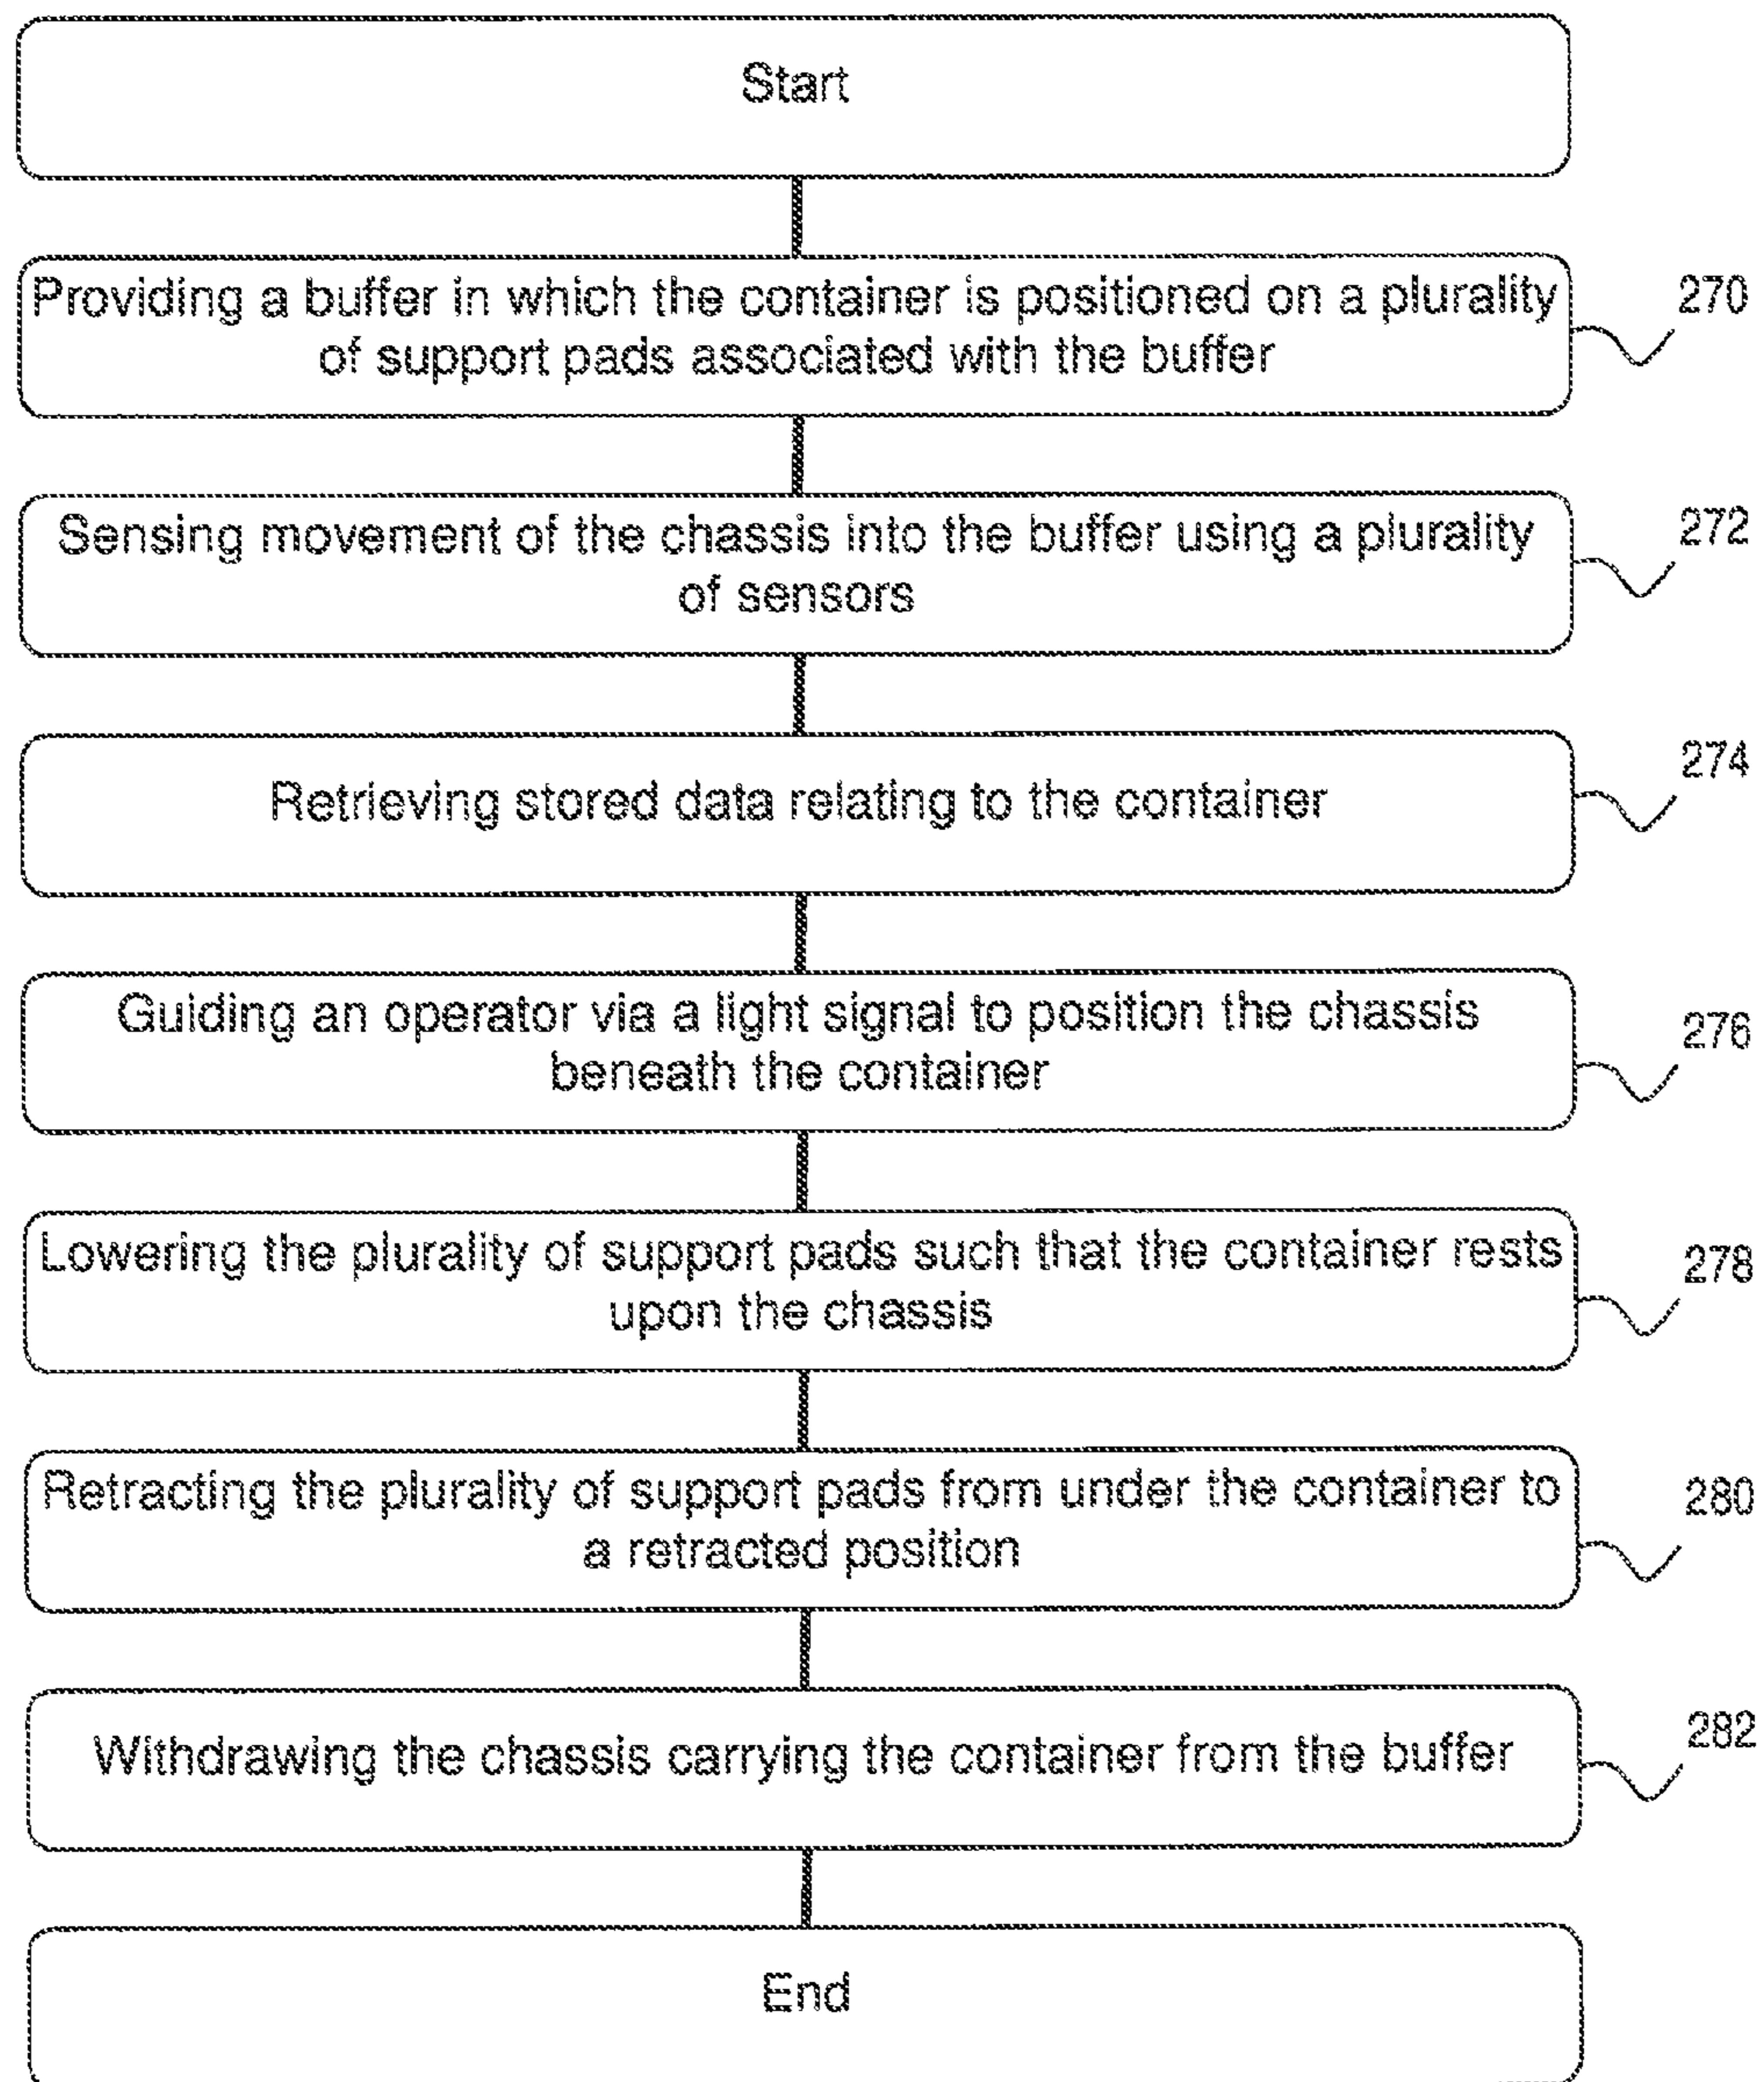 Start
Providing a buffer in which the container is positioned on a plurality
of support pads associated with the buffer
270
Sensing movement of the chassis into the buffer using a plurality
of sensors
272
Retrieving stored data relating to the container
274
Guiding an operator via a light signal to position the chassis
beneath the container
276
Lowering the plurality of support pads such that the container rests
upon the chassis
278
Retracting the plurality of support pads from under the container to
a retracted position
280
Withdrawing the chassis carrying the container from the buffer
282
End